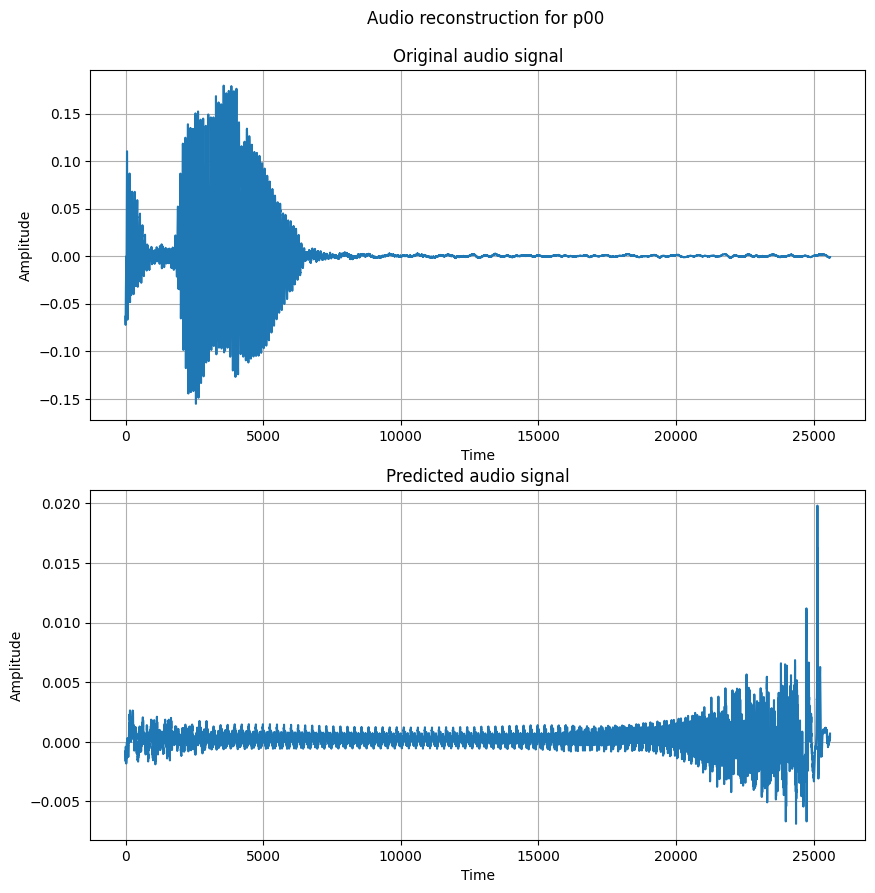 Audio reconstruction for p00
Original audio signal
0.15
0.10
0.05
0.00
−0.05
−0.10
−0.15
Amplitude
0 5000 10000 15000 20000 25000
Time
Predicted audio signal
0.020
0.015
0.010
0.005
0.000
−0.005
Amplitude
0 5000 10000 15000 20000 25000
Time